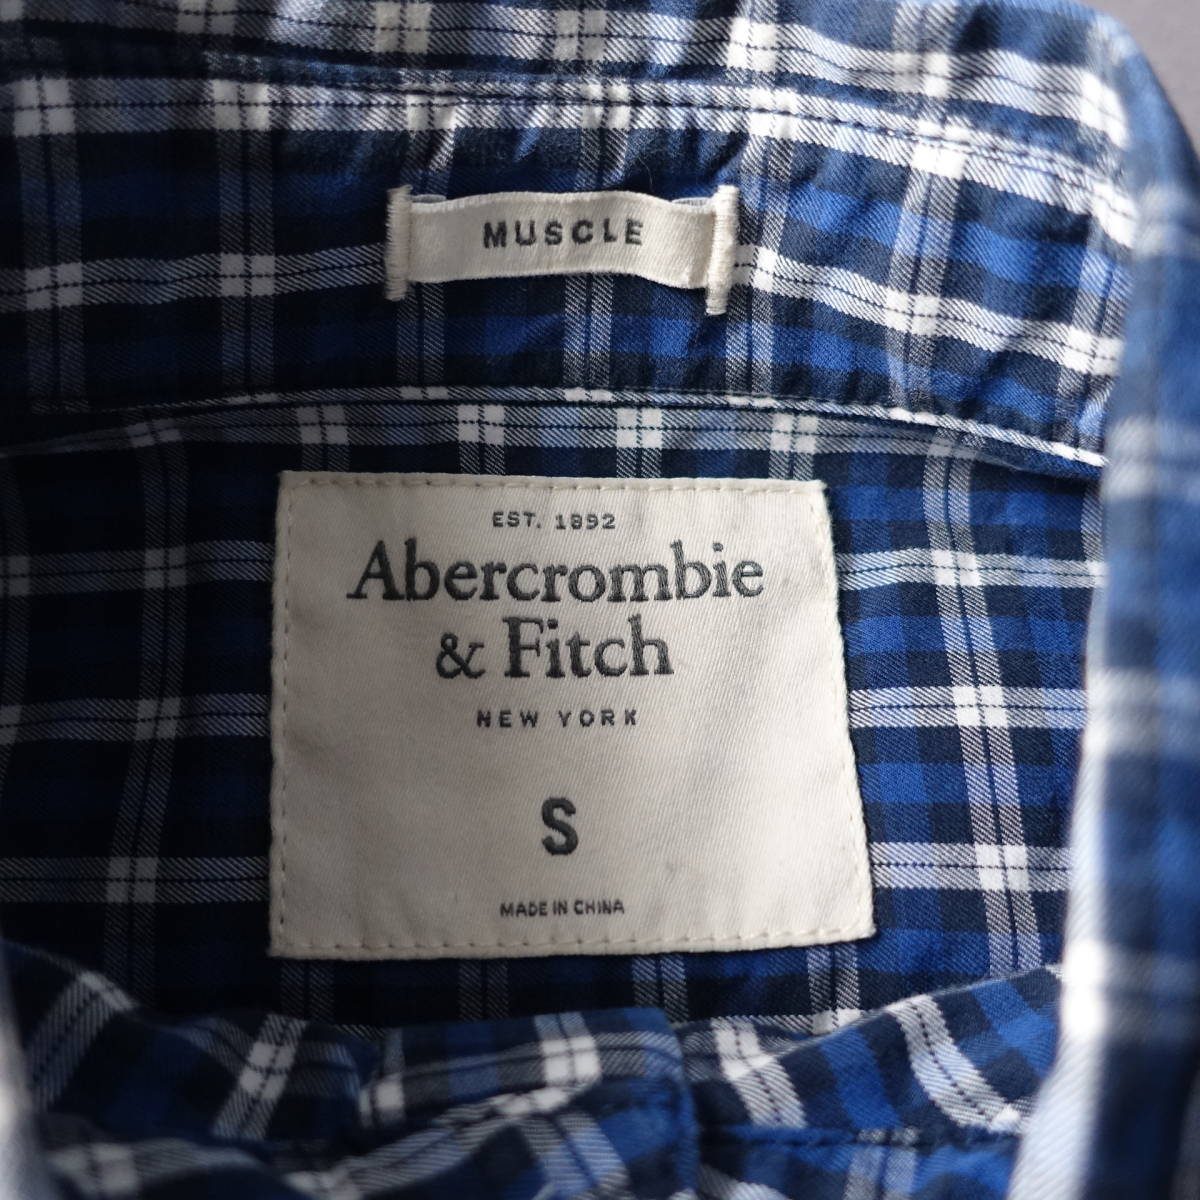 MUSCLE
EST. 1892
Abercrombie
& Fitch
NEW YORK
S
MADE IN CHINA